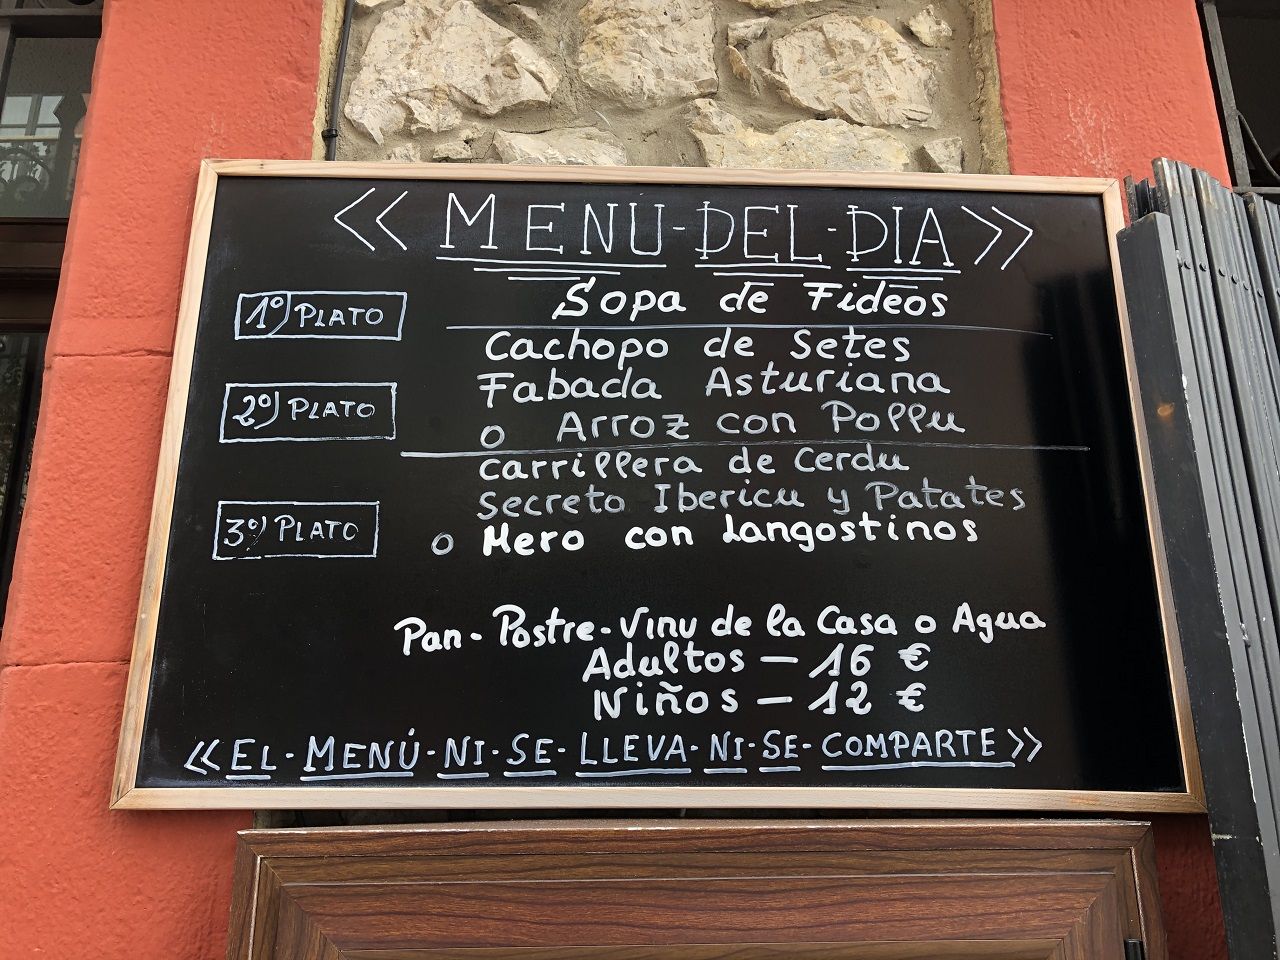 << MENU-DEL-DIA >>
1º) PLATO
Sopa de Fideos
Cachopo de Setes
2º) PLATO
Fabada Asturiana
o Arroz con Pollu
Carrillera de Cerdu
Secreto Ibericu y Patates
3º) PLATO
o Mero con Langostinos
Pan - Postre - Vinu de la Casa o Agua
Adultos — 16 €
Niños — 12 €
<< EL - MENÚ - NI - SE - LLEVA - NI - SE - COMPARTE >>